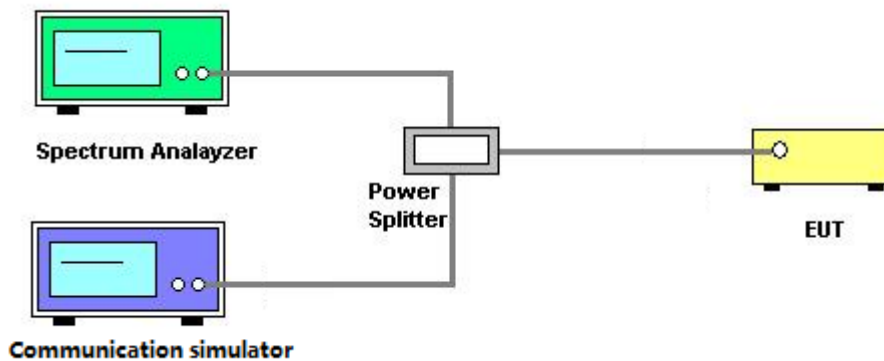 Spectrum Analayzer
Power
Splitter
EUT
Communication simulator